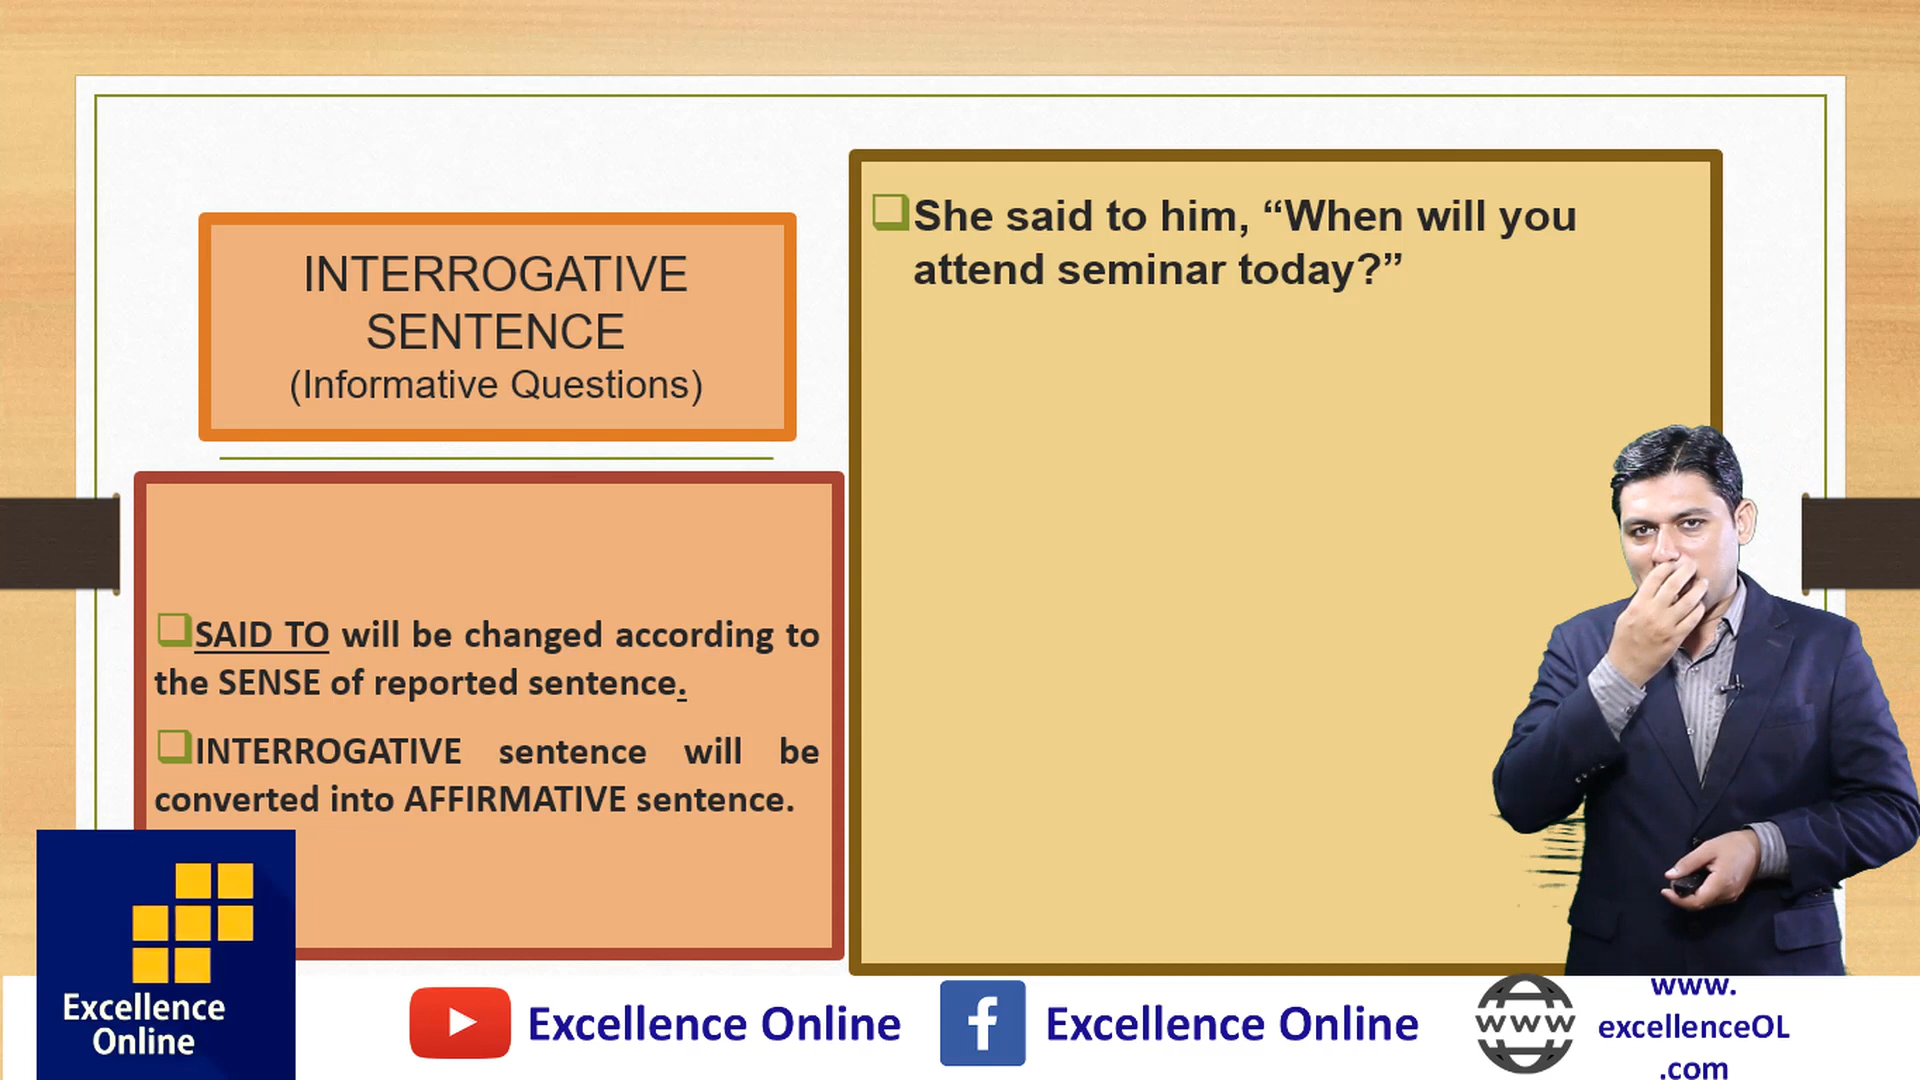 INTERROGATIVE
SENTENCE
(Informative Questions)
SAID TO will be changed according to
the SENSE of reported sentence.
INTERROGATIVE sentence will be
converted into AFFIRMATIVE sentence.
She said to him, “When will you
attend seminar today?”
Excellence
Online
Excellence Online
f
Excellence Online
www
www.
excellenceOL
.com